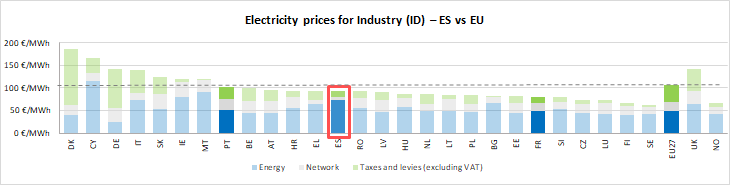 Electricity prices for Industry (ID) – ES vs EU
200 €/MWh
150 €/MWh
100 €/MWh
50 €/MWh
0 €/MWh
DK CY DE IT SK IE MT PT BE AT HR EL ES RO LV HU NL LT PL BG EE FR SI CZ LU FI SE EU27 UK NO
Energy Network Taxes and levies (excluding VAT)